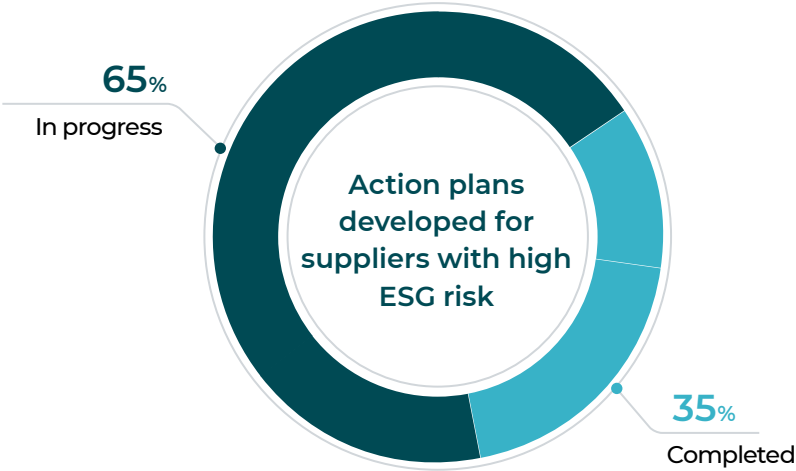 65%
In progress
Action plans
developed for
suppliers with high
ESG risk
35%
Completed